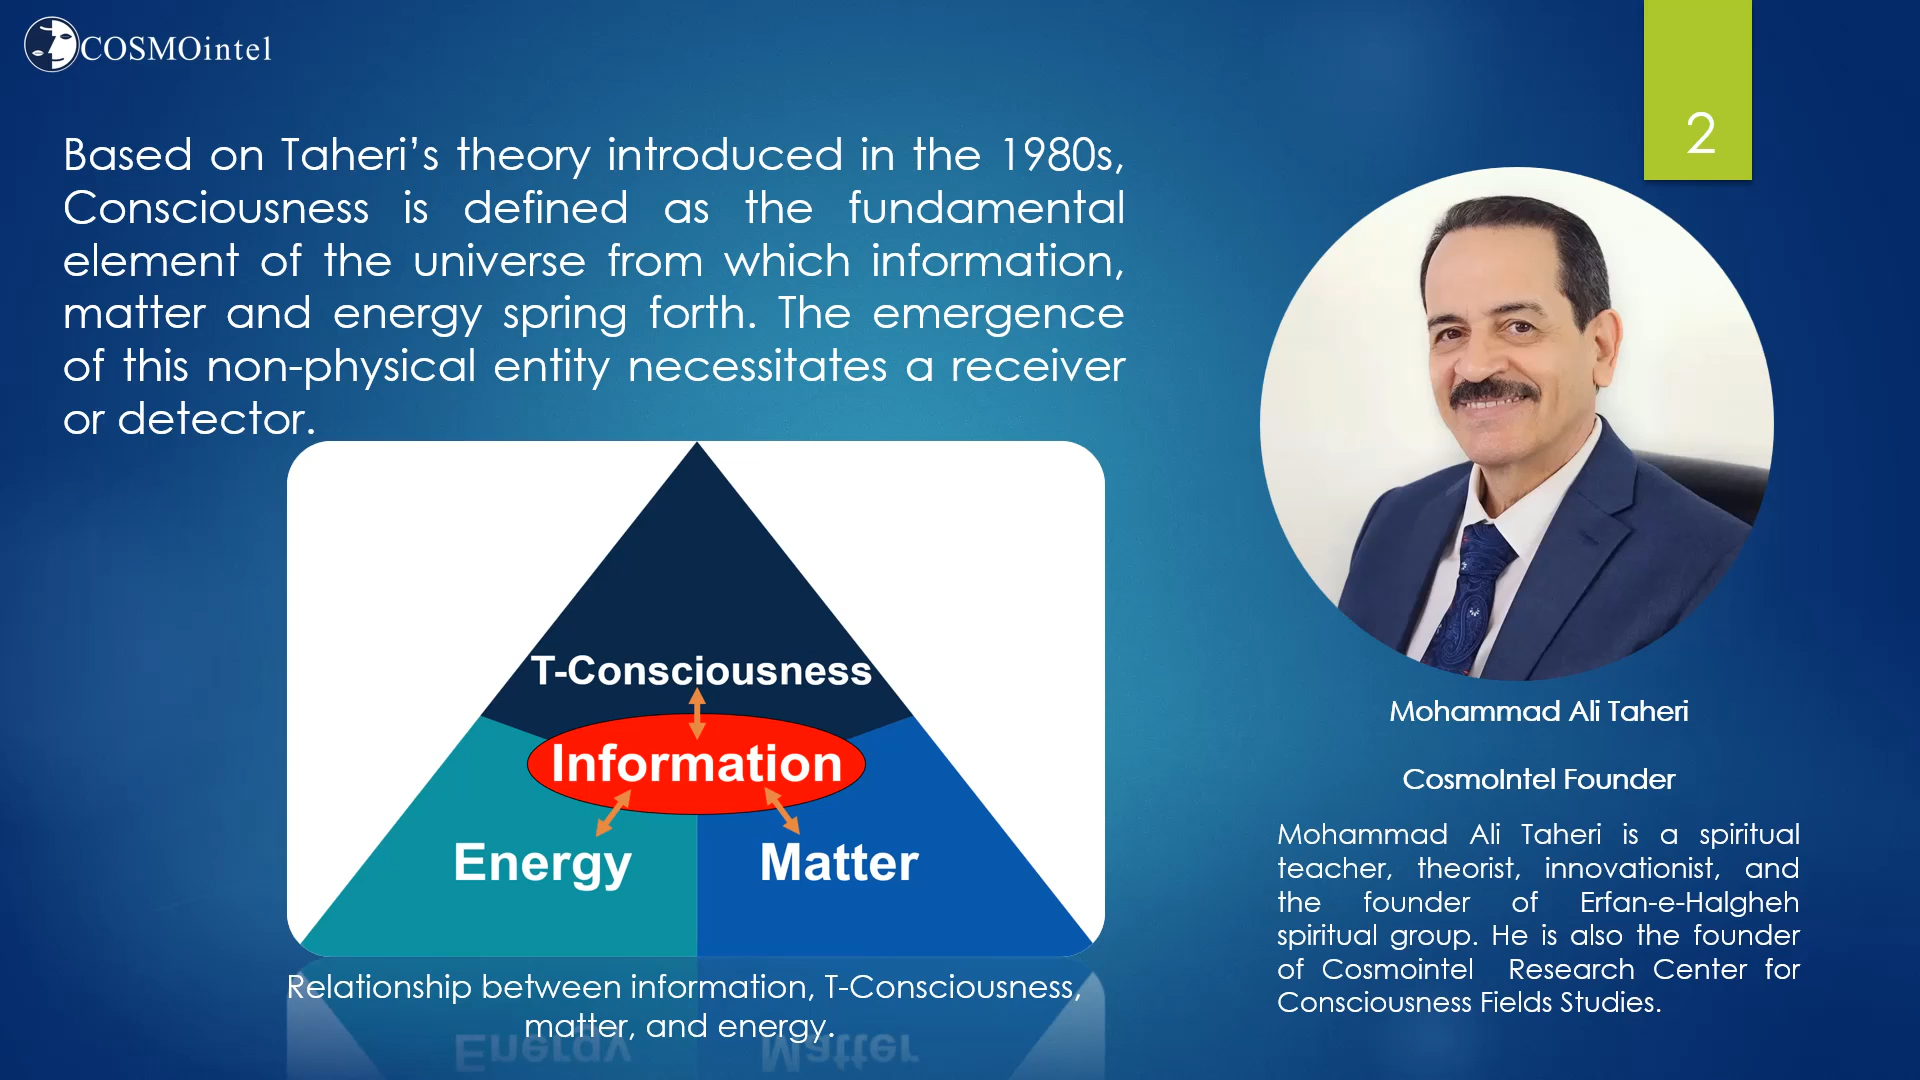 COSMOintel
2
Based on Taheri’s theory introduced in the 1980s,
Consciousness is defined as the fundamental
element of the universe from which information,
matter and energy spring forth. The emergence
of this non-physical entity necessitates a receiver
or detector.
T-Consciousness
Information
Energy Matter
Relationship between information, T-Consciousness,
matter, and energy.
Mohammad Ali Taheri
CosmoIntel Founder
Mohammad Ali Taheri is a spiritual
teacher, theorist, innovationist, and
the founder of Erfan-e-Halgheh
spiritual group. He is also the founder
of Cosmointel Research Center for
Consciousness Fields Studies.